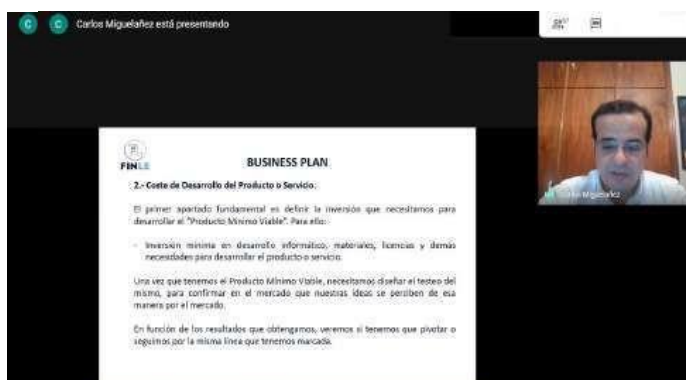 C C Carlos Miguelañez está presentando
FINLE
BUSINESS PLAN
2.- Coste de Desarrollo del Producto o Servicio.
El primer apartado fundamental es definir la inversión que necesitamos para
desarrollar el "Producto Mínimo Viable". Para ello:
- Inversión mínima en desarrollo informático, materiales, licencias y demás
necesidades para desarrollar el producto o servicio.
Una vez que tenemos el Producto Mínimo Viable, necesitamos diseñar el testeo del
mismo, para confirmar en el mercado que nuestras ideas se perciben de esa
manera por el mercado.
En función de los resultados que obtengamos, veremos si tenemos que pivotar o
seguimos por la misma línea que tenemos marcada.
Miguelañez